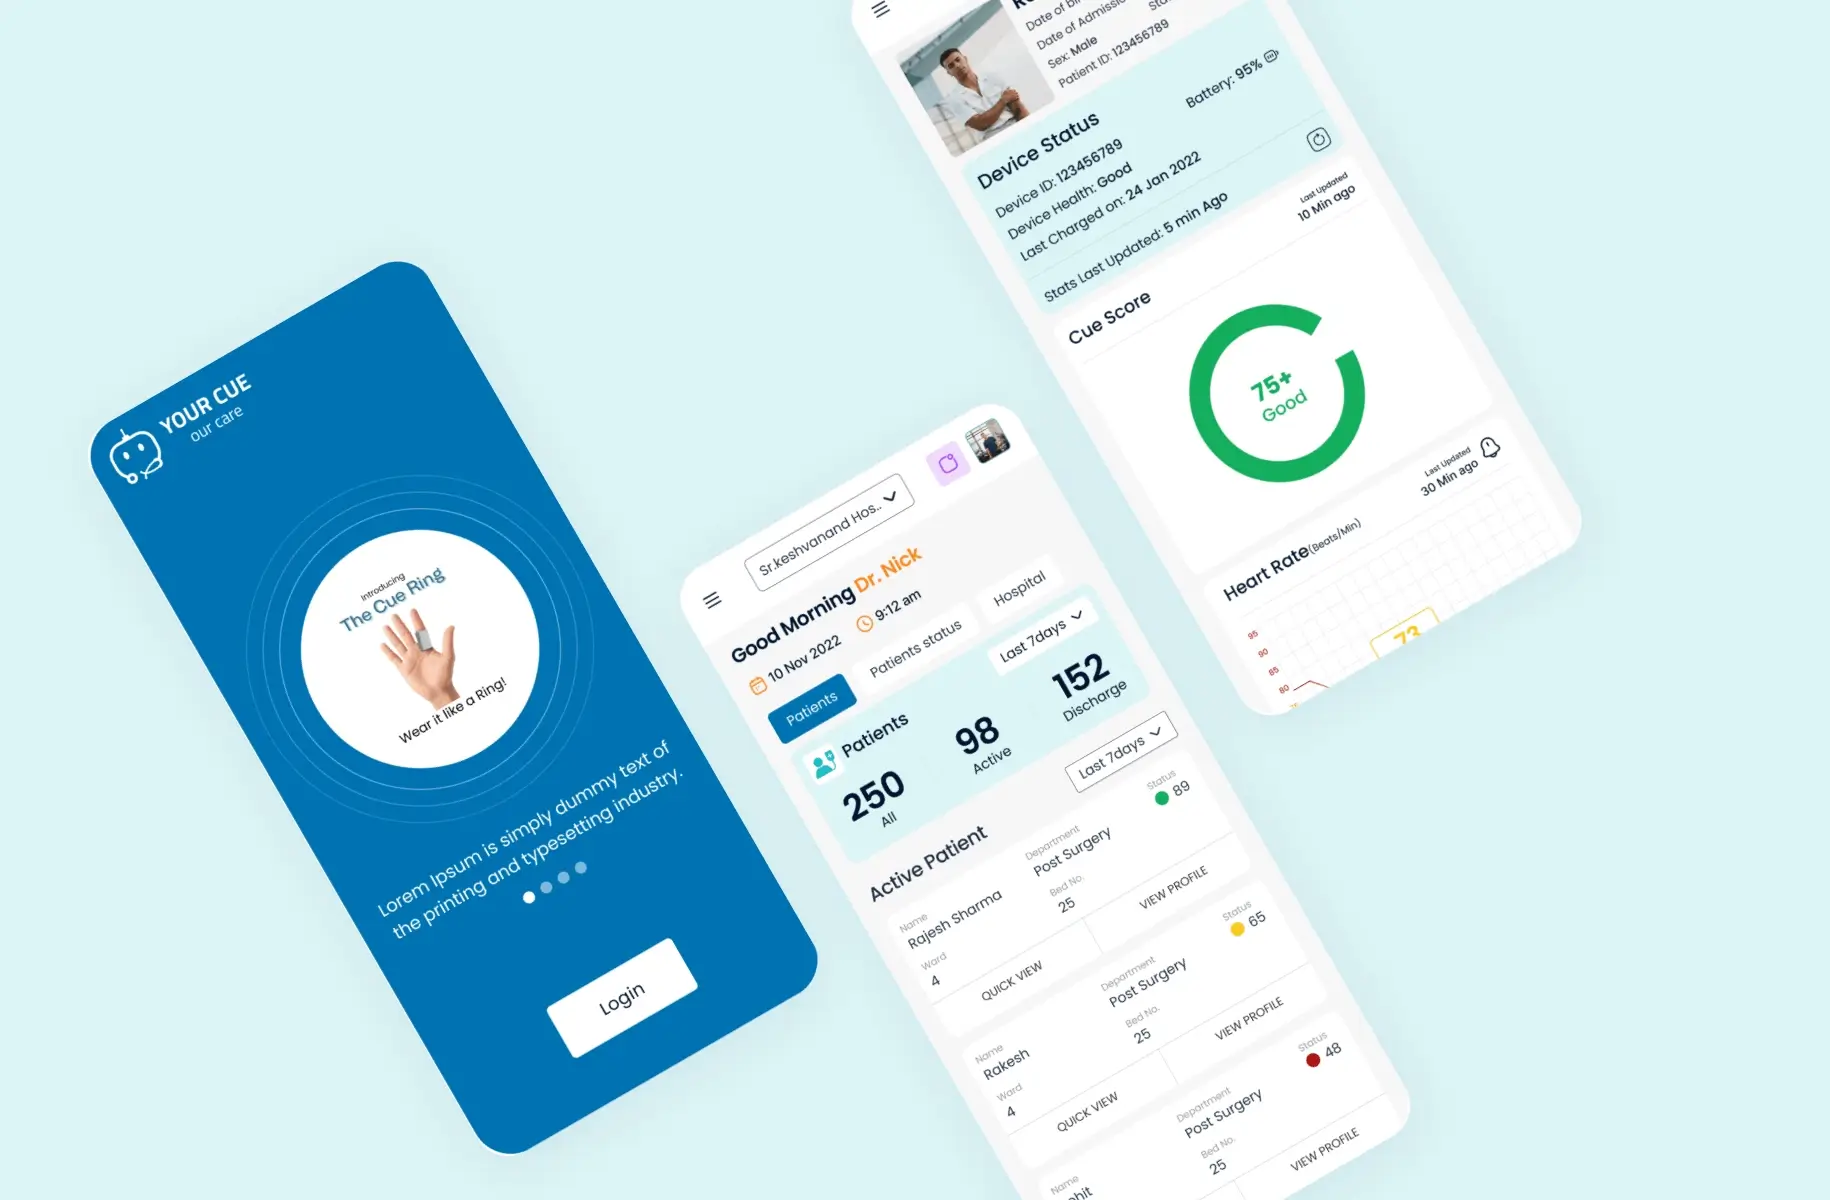 YOUR CUE
our care
Introducing
The Cue Ring
Wear it like a Ring!
Lorem Ipsum is simply dummy text of
the printing and typesetting industry.
Login
Sr.keshvanand Hos..
Good Morning Dr. Nick
10 Nov 2022 9:12 am
Patients Patients status Hospital
Patients Last 7days
250 98 152
All Active Discharge
Active Patient Last 7days
Name Department Status
Rajesh Sharma Post Surgery 89
Ward Bed No.
4 25
QUICK VIEW VIEW PROFILE
Name Department Status
Rakesh Post Surgery 65
Ward Bed No.
4 25
QUICK VIEW VIEW PROFILE
Name Department Status
Post Surgery 48
Bed No.
25
VIEW PROFILE
Date of
Date of Admission
Sex: Male
Patient ID: 123456789
Device Status Battery: 95%
Device ID: 123456789
Device Health: Good
Last Charged on: 24 Jan 2022
Stats Last Updated: 5 min Ago
Cue Score Last Updated
10 Min ago
75+
Good
Heart Rate(Beats/Min) Last Updated
30 Min ago
95
90
85
80
73